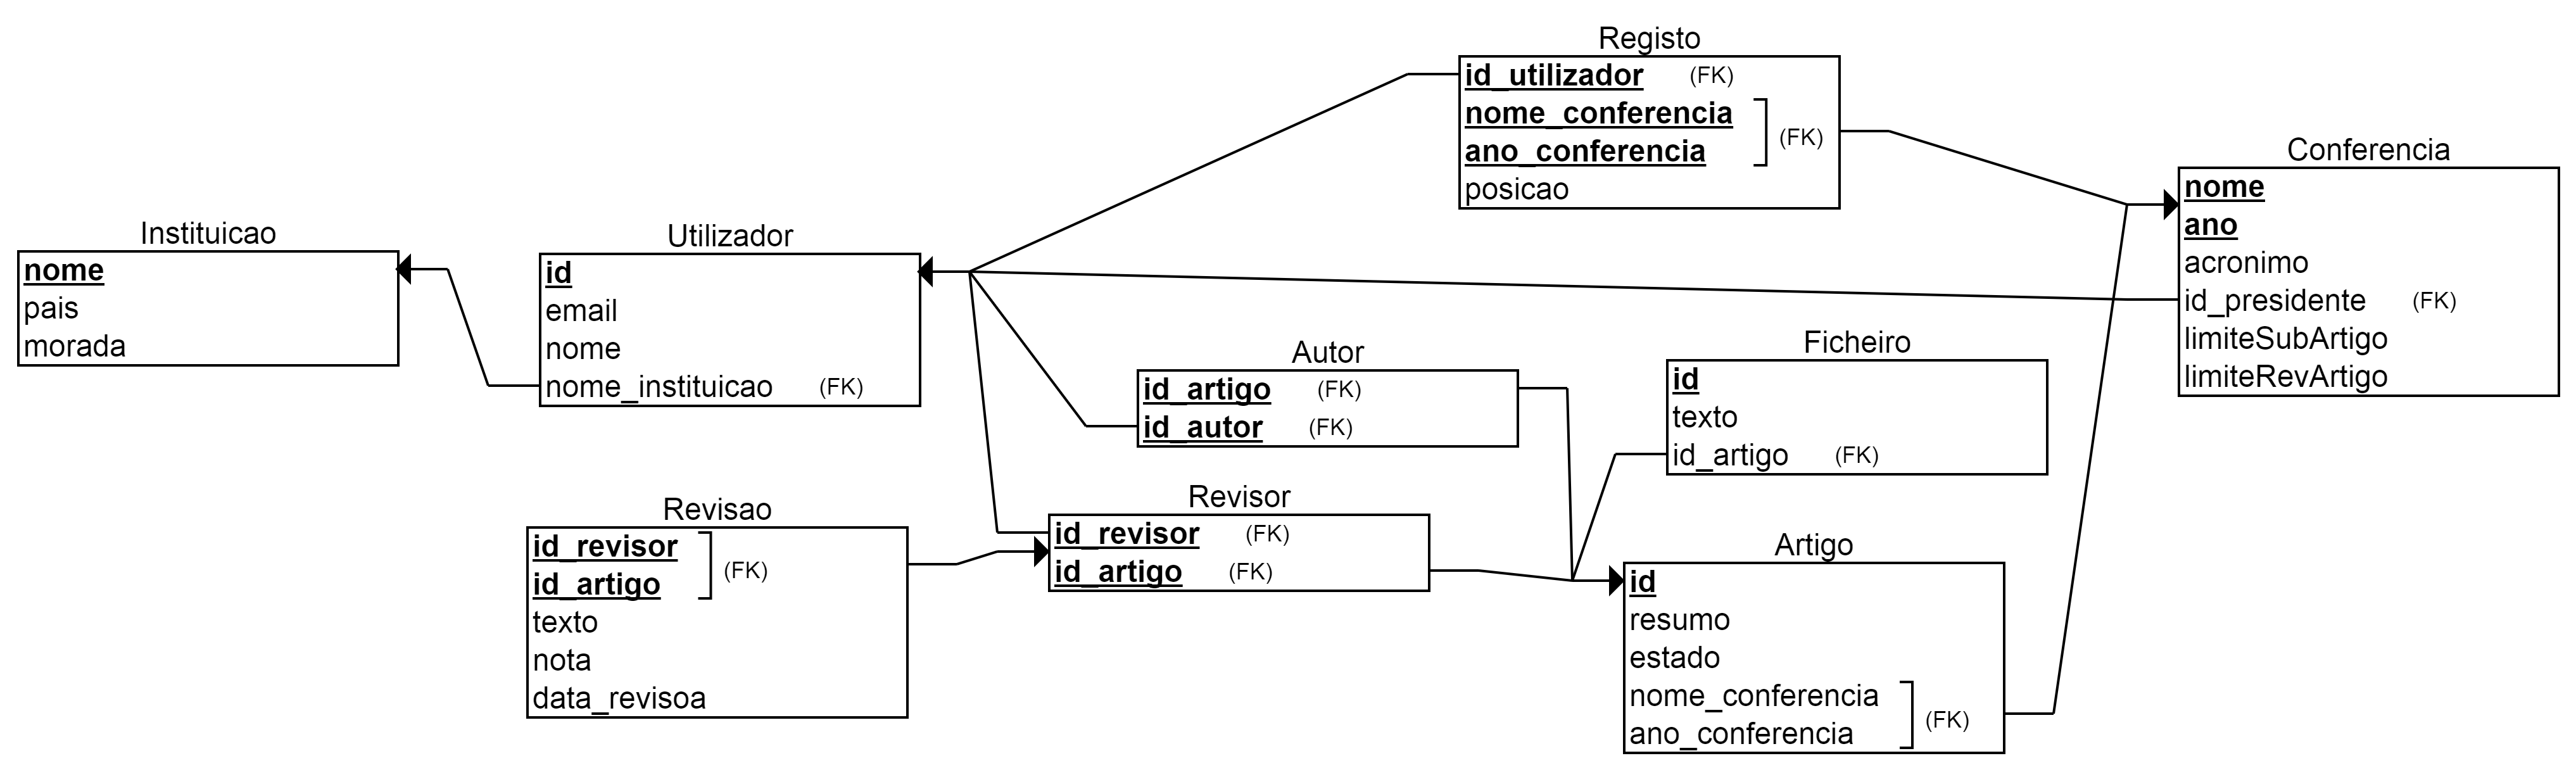 Registo
id_utilizador (FK)
nome_conferencia
ano_conferencia
(FK)
posicao
Conferencia
nome
ano
acronimo
id_presidente (FK)
limiteSubArtigo
limiteRevArtigo
Instituicao
nome
pais
morada
Utilizador
id
email
nome
nome_instituicao (FK)
Autor
id_artigo (FK)
id_autor (FK)
Ficheiro
id
texto
id_artigo (FK)
Revisao
id_revisor
id_artigo
(FK)
texto
nota
data_revisoa
Revisor
id_revisor (FK)
id_artigo (FK)
Artigo
id
resumo
estado
nome_conferencia
ano_conferencia
(FK)